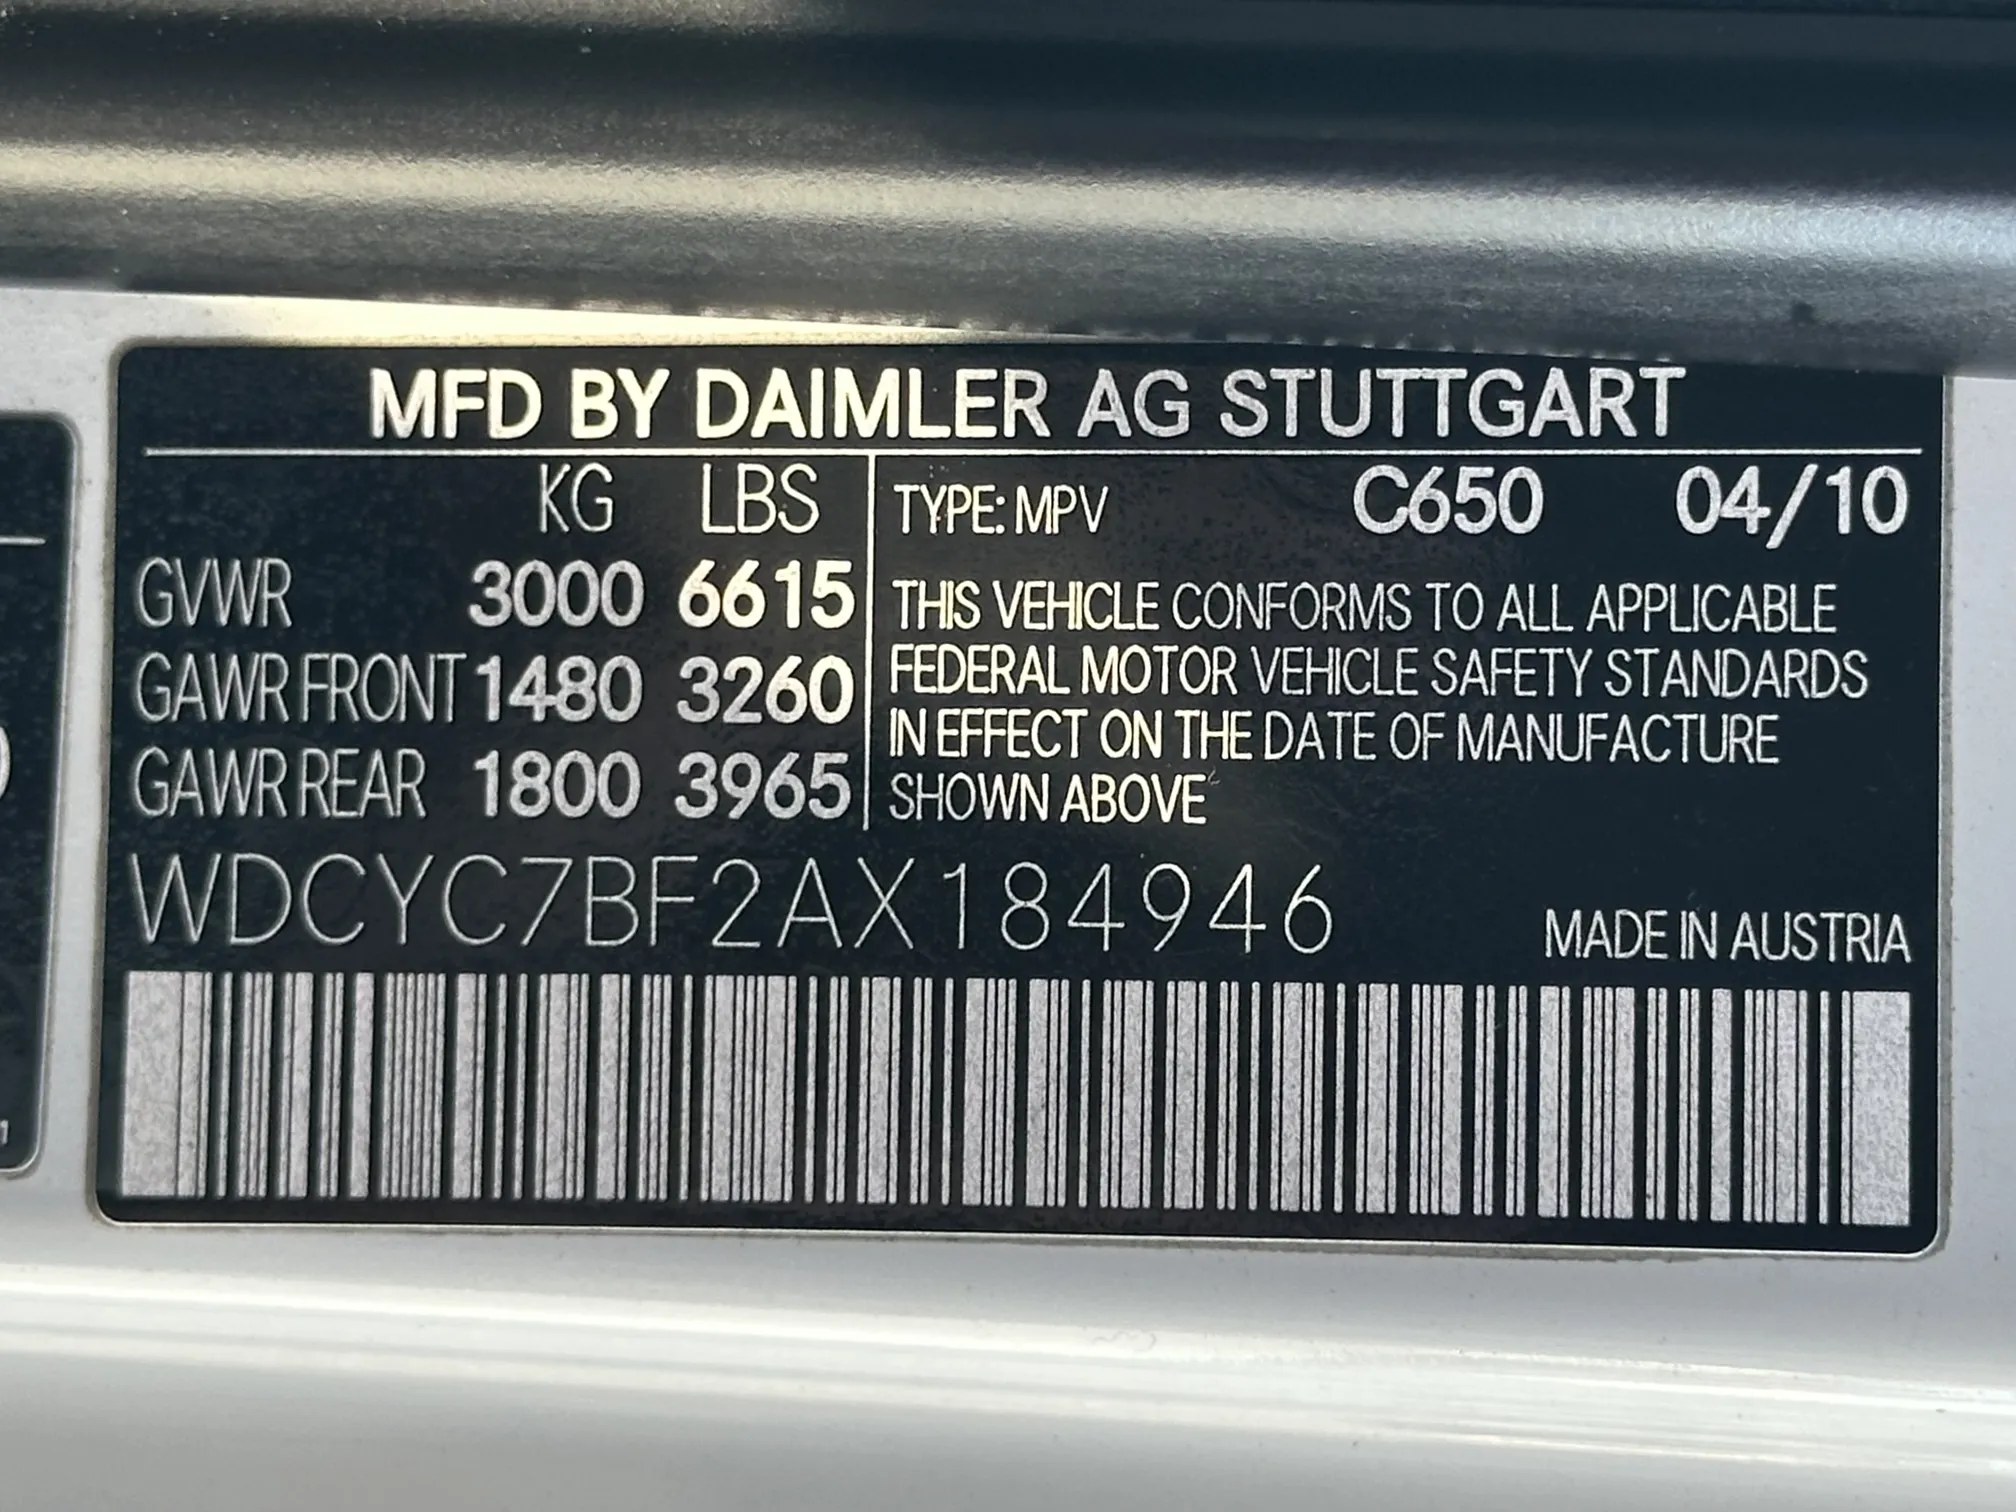 MFD BY DAIMLER AG STUTTGART
KG LBS
GVWR 3000 6615
GAWR FRONT 1480 3260
GAWR REAR 1800 3965
TYPE: MPV C650 04/10
THIS VEHICLE CONFORMS TO ALL APPLICABLE
FEDERAL MOTOR VEHICLE SAFETY STANDARDS
IN EFFECT ON THE DATE OF MANUFACTURE
SHOWN ABOVE
WDCYC7BF2AX184946
MADE IN AUSTRIA